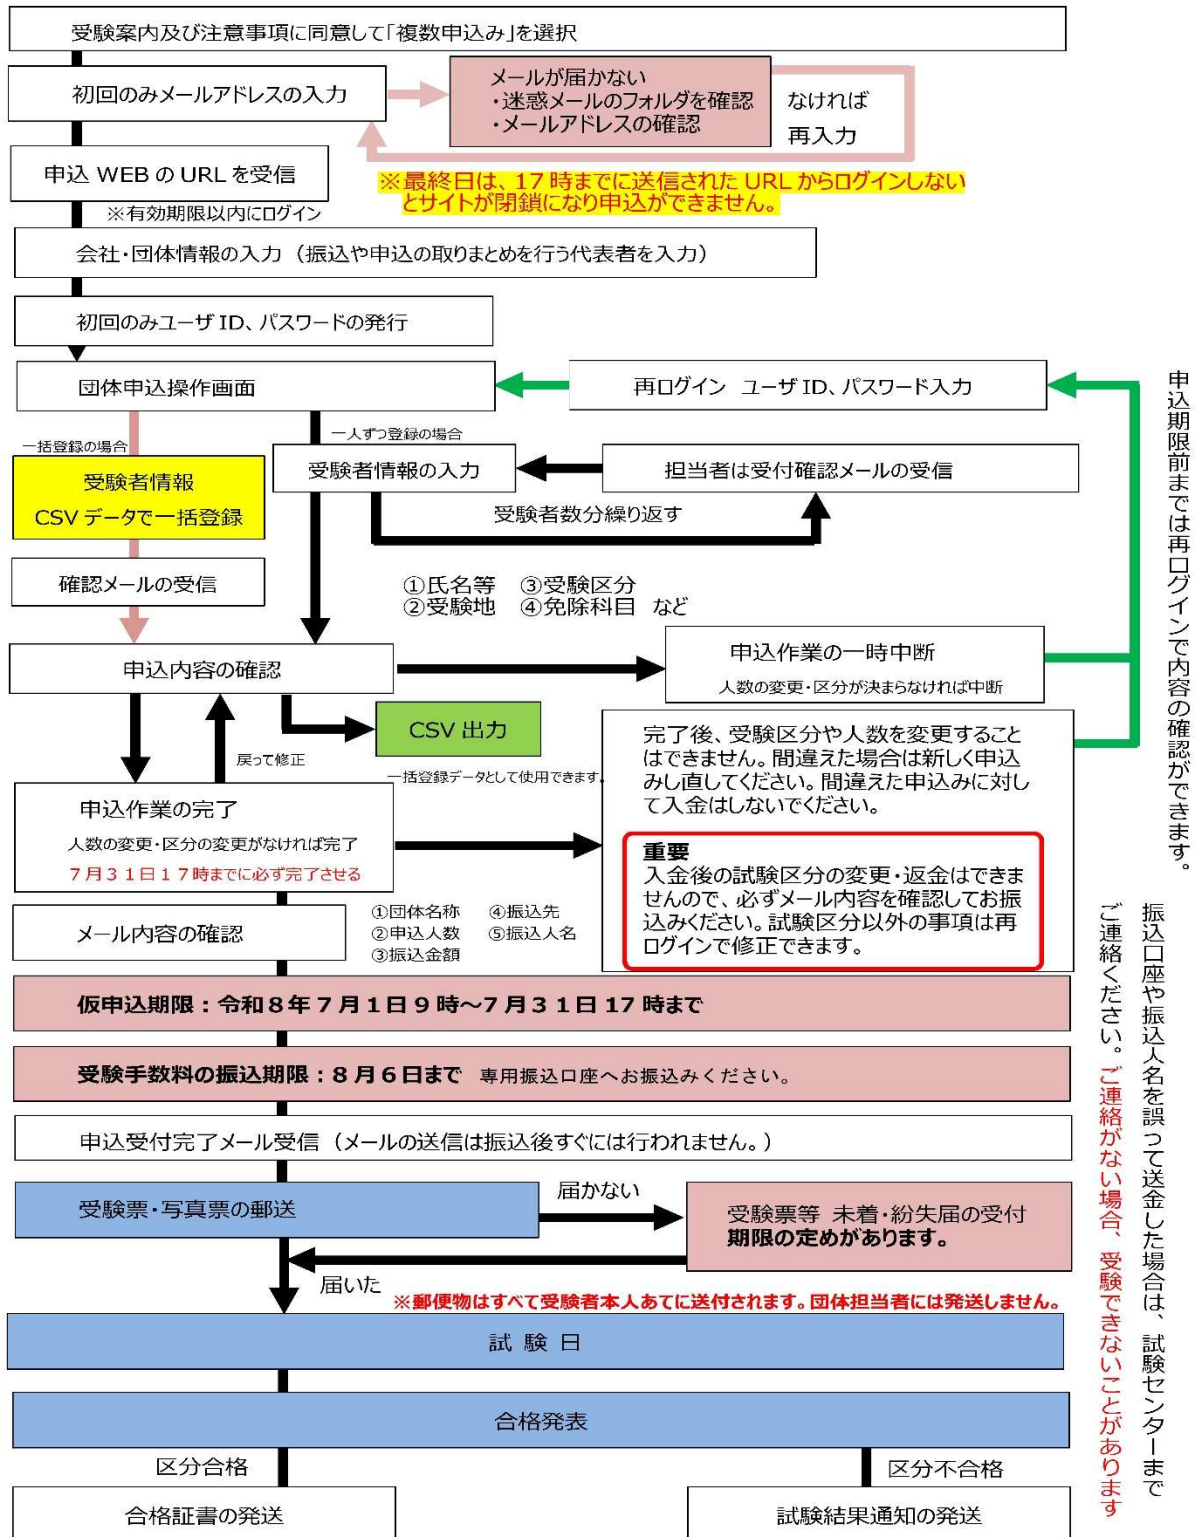 受験案内及び注意事項に同意して「複数申込み」を選択
初回のみメールアドレスの入力
メールが届かない
・迷惑メールのフォルダを確認
・メールアドレスの確認
なければ
再入力
申込 WEB の URL を受信
※最終日は、17 時までに送信された URL からログインしない
とサイトが閉鎖になり申込ができません。
※有効期限以内にログイン
会社・団体情報の入力（振込や申込の取りまとめを行う代表者を入力）
初回のみユーザ ID、パスワードの発行
団体申込操作画面
再ログイン ユーザ ID、パスワード入力
一括登録の場合
一人ずつ登録の場合
受験者情報
CSV データで一括登録
受験者情報の入力
担当者は受付確認メールの受信
受験者数分繰り返す
確認メールの受信
①氏名等 ③受験区分
②受験地 ④免除科目 など
申込内容の確認
申込作業の一時中断
人数の変更・区分が決まらなければ中断
CSV 出力
戻って修正
一括登録データとして使用できます。
申込作業の完了
人数の変更・区分の変更がなければ完了
７月３１日１７時までに必ず完了させる
完了後、受験区分や人数を変更すること
はできません。間違えた場合は新しく申込
みし直してください。間違えた申込みに対し
て入金はしないでください。
重要
入金後の試験区分の変更・返金はできま
せんので、必ずメール内容を確認してお振
込みください。試験区分以外の事項は再
ログインで修正できます。
メール内容の確認
①団体名称 ④振込先
②申込人数 ⑤振込人名
③振込金額
仮申込期限：令和８年７月１日９時～７月３１日 17 時まで
受験手数料の振込期限：８月６日まで 専用振込口座へお振込みください。
申込受付完了メール受信（メールの送信は振込後すぐには行われません。）
受験票・写真票の郵送
届かない
受験票等 未着・紛失届の受付
期限の定めがあります。
届いた
※郵便物はすべて受験者本人あてに送付されます。団体担当者には発送しません。
試 験 日
合格発表
区分合格
区分不合格
合格証書の発送
試験結果通知の発送
申込期限前までは再ログインで内容の確認ができます。
振込口座や振込人名を誤って送金した場合は、試験センターまで
ご連絡ください。ご連絡がない場合、受験できないことがあります